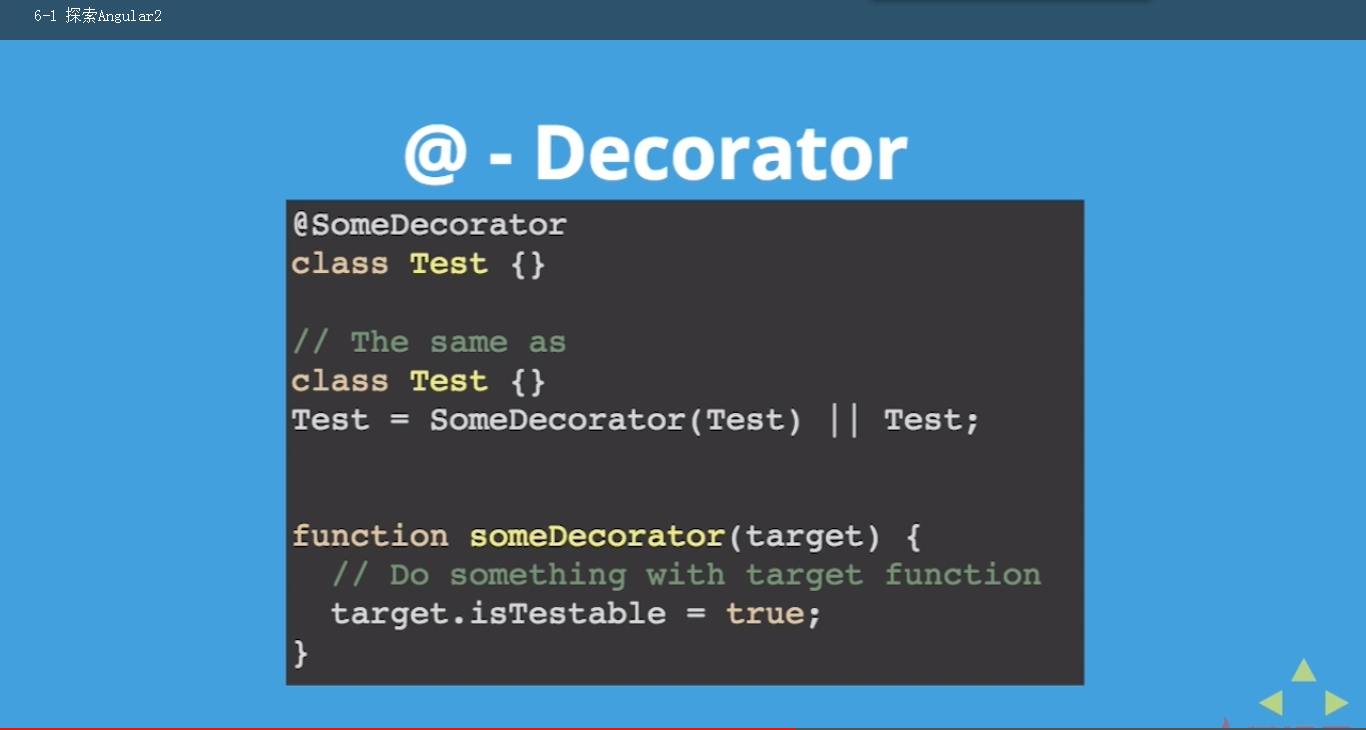 6-1 探索Angular2
@ - Decorator
@SomeDecorator
class Test {}
// The same as
class Test {}
Test = SomeDecorator(Test) || Test;
function someDecorator(target) {
// Do something with target function
target.isTestable = true;
}